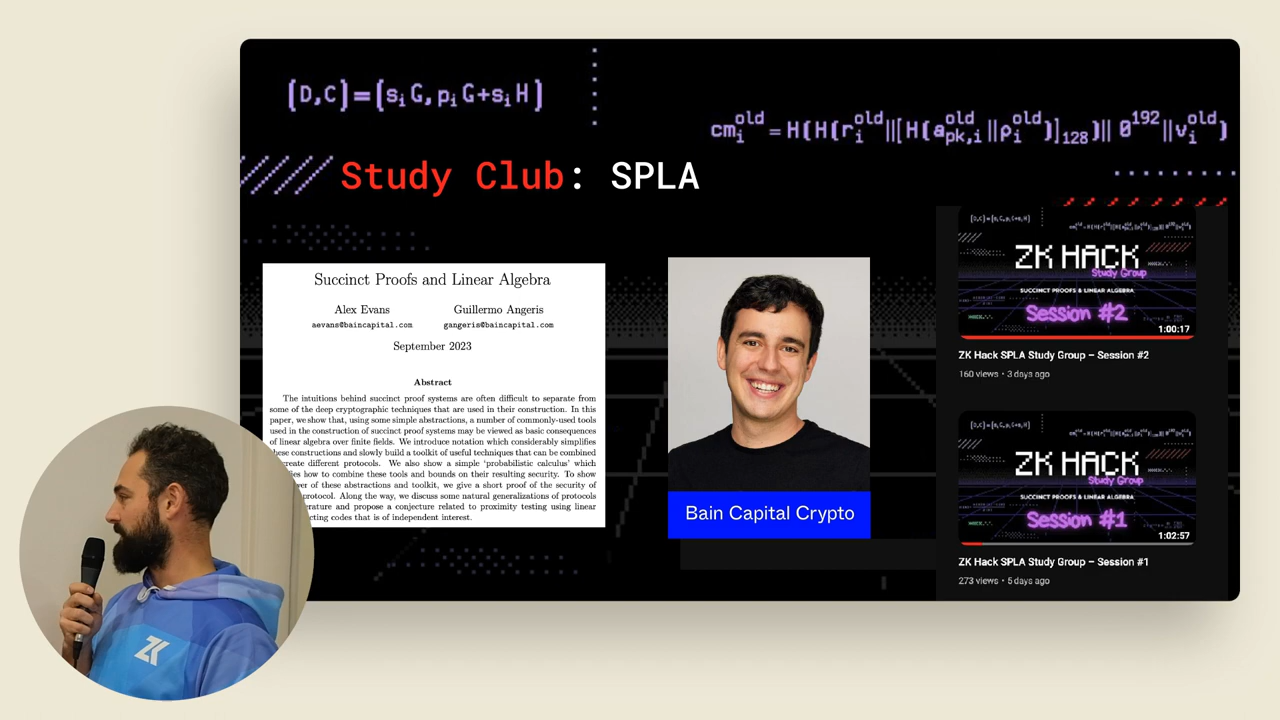 [D,C]=[sᵢG,pᵢG+sᵢH]
cmᵢᵒˡᵈ=H(H(rᵢᵒˡᵈ||[H(aᵒˡᵈpk,i||ρᵢᵒˡᵈ)]₁₂₈)||0¹⁹²||vᵢᵒˡᵈ)
Study Club: SPLA
Succinct Proofs and Linear Algebra
Alex Evans
Guillermo Angeris
aevans@baincapital.com
gangeris@baincapital.com
September 2023
Abstract
The intuitions behind succinct proof systems are often difficult to separate from
some of the deep cryptographic techniques that are used in their construction. In this
paper, we show that, using some simple abstractions, a number of commonly-used tools
used in the construction of succinct proof systems may be viewed as basic consequences
of linear algebra over finite fields. We introduce notation which considerably simplifies
these constructions and slowly build a toolkit of useful techniques that can be combined
create different protocols. We also show a simple ‘probabilistic calculus’ which
how to combine these tools and bounds on their resulting security. To show
of these abstractions and toolkit, we give a short proof of the security of
protocol. Along the way, we discuss some natural generalizations of protocols
and propose a conjecture related to proximity testing using linear
codes that is of independent interest.
Bain Capital Crypto
ZK HACK
Study Group
SUCCINCT PROOFS & LINEAR ALGEBRA
Session #2
1:00:17
ZK Hack SPLA Study Group – Session #2
160 views • 3 days ago
ZK HACK
Study Group
SUCCINCT PROOFS & LINEAR ALGEBRA
Session #1
1:02:57
ZK Hack SPLA Study Group – Session #1
273 views • 5 days ago
ZK